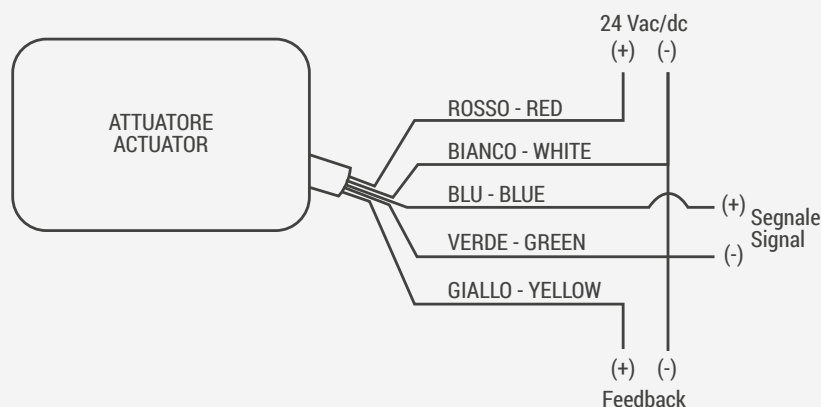 24 Vac/dc
(+) (-)
ROSSO - RED
ATTUATORE
ACTUATOR
BIANCO - WHITE
BLU - BLUE
(+)
Segnale
Signal
VERDE - GREEN
(-)
GIALLO - YELLOW
(+) (-)
Feedback